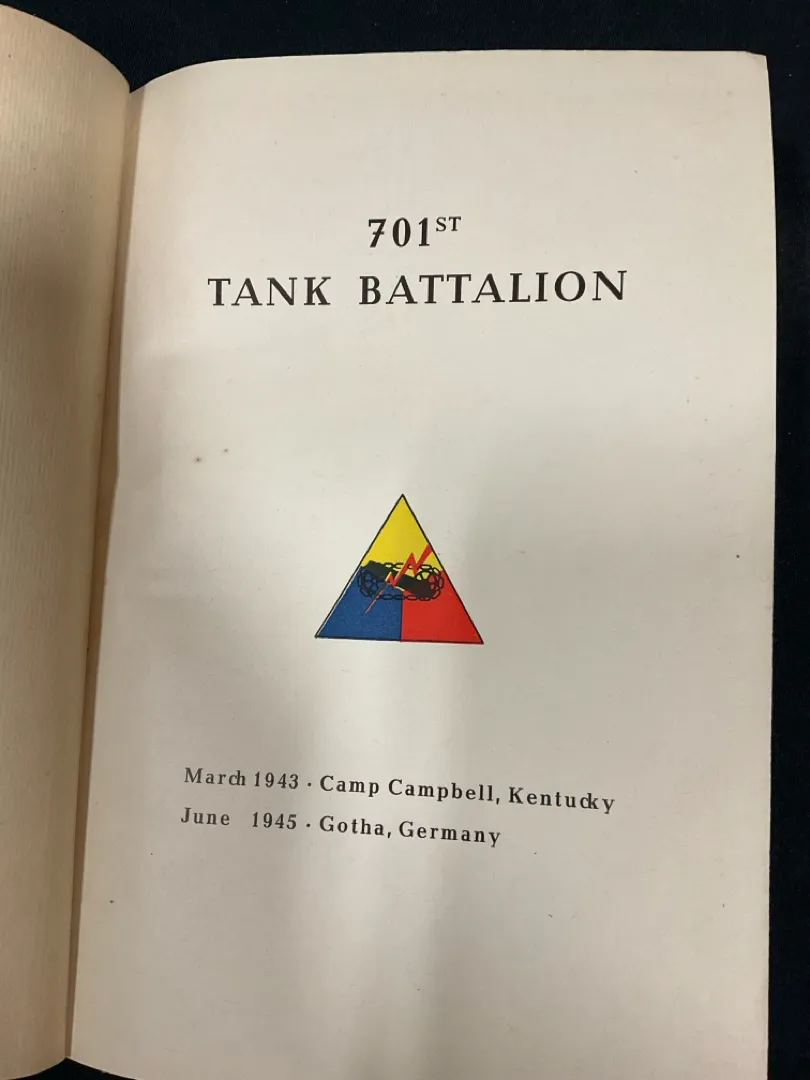 701ST
TANK BATTALION
March 1943 · Camp Campbell, Kentucky
June 1945 · Gotha, Germany